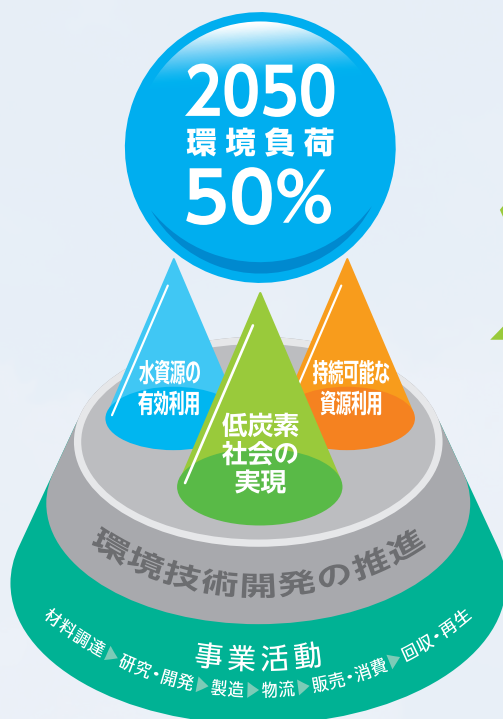 2050
環境負荷
50%
水資源の
有効利用
持続可能な
資源利用
低炭素
社会の
実現
環境技術開発の推進
事業活動
材料調達▶研究・開発▶製造▶物流▶販売・消費▶回収・再生